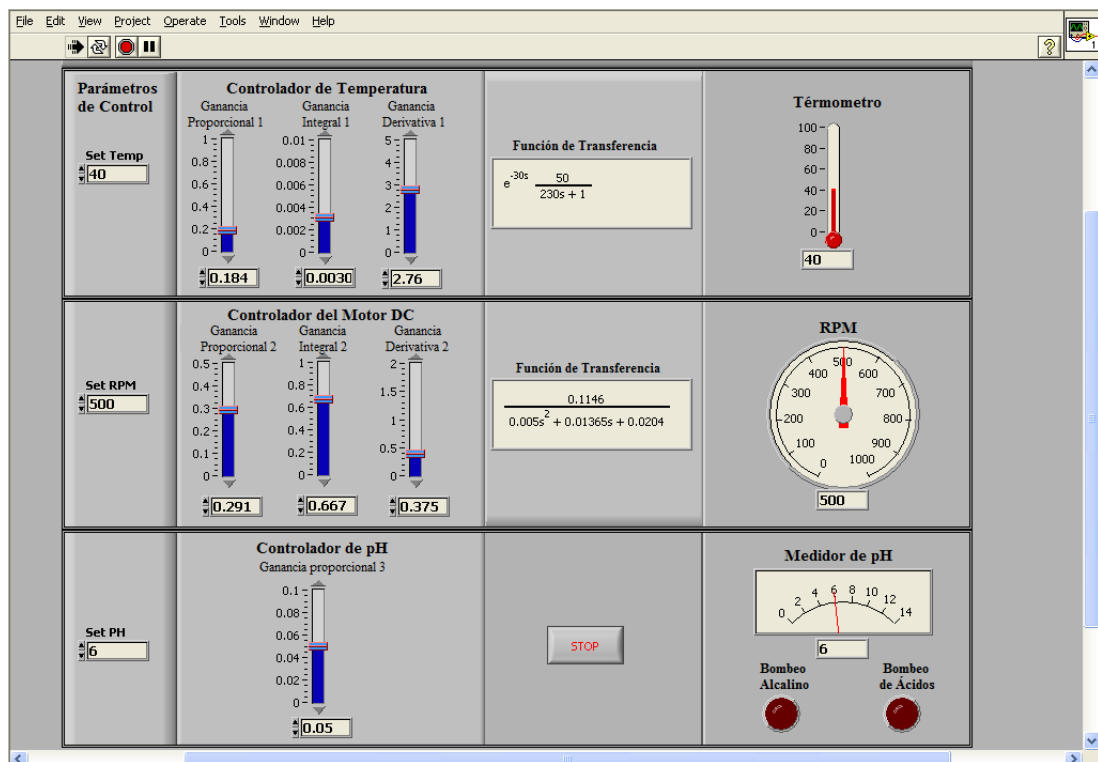 File Edit View Project Operate Tools Window Help
1
Parámetros
de Control
Set Temp
40
Controlador de Temperatura
Ganancia
Proporcional 1
1
0.8
0.6
0.4
0.2
0
0.184
Ganancia
Integral 1
0.01
0.008
0.006
0.004
0.002
0
0.0030
Ganancia
Derivativa 1
5
4
3
2
1
0
2.76
Función de Transferencia
e^-30s 50
230s + 1
Térmometro
100
80
60
40
20
0
40
Set RPM
500
Controlador del Motor DC
Ganancia
Proporcional 2
0.5
0.4
0.3
0.2
0.1
0
0.291
Ganancia
Integral 2
1
0.8
0.6
0.4
0.2
0
0.667
Ganancia
Derivativa 2
2
1.5
1
0.5
0
0.375
Función de Transferencia
0.1146
0.005s² + 0.01365s + 0.0204
RPM
0 100 200 300 400 500 600 700 800 900 1000
500
Set PH
6
Controlador de pH
Ganancia proporcional 3
0.1
0.08
0.06
0.04
0.02
0
0.05
STOP
Medidor de pH
0 2 4 6 8 10 12 14
6
Bombeo
Alcalino
Bombeo
de Ácidos